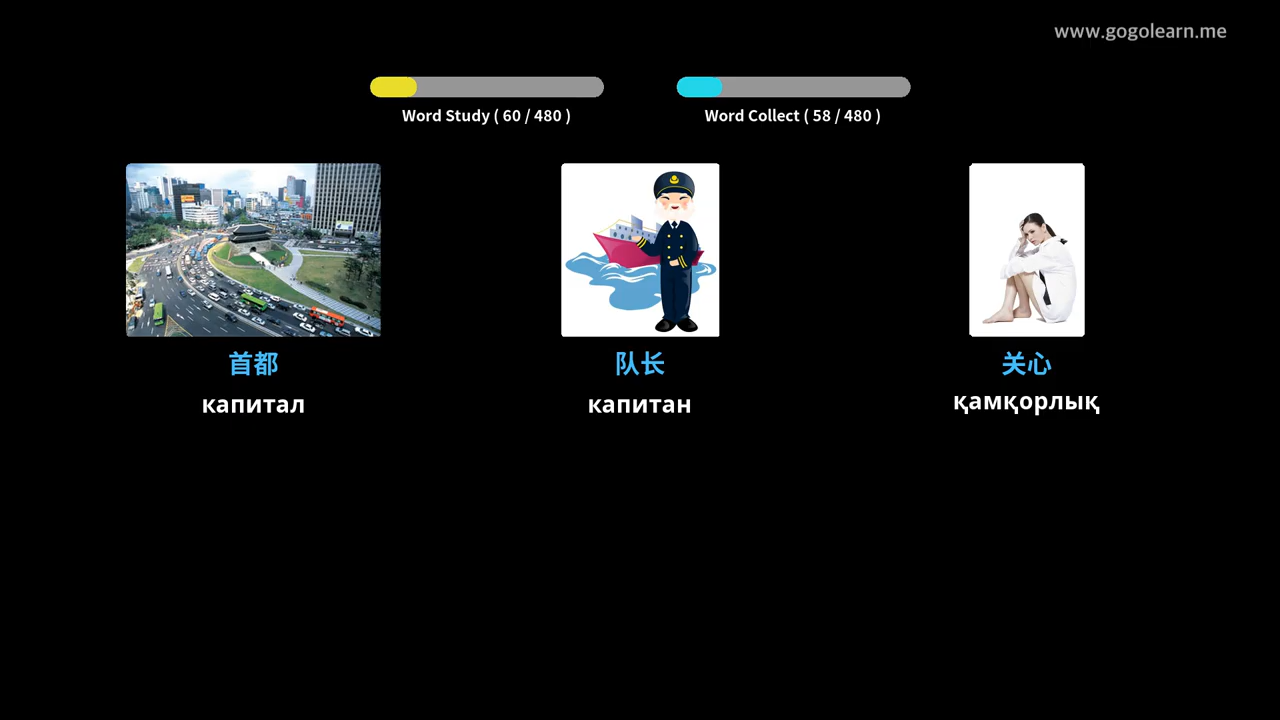 www.gogolearn.me
Word Study ( 60 / 480 )
Word Collect ( 58 / 480 )
首都
队长
关心
капитал
капитан
қамқорлық